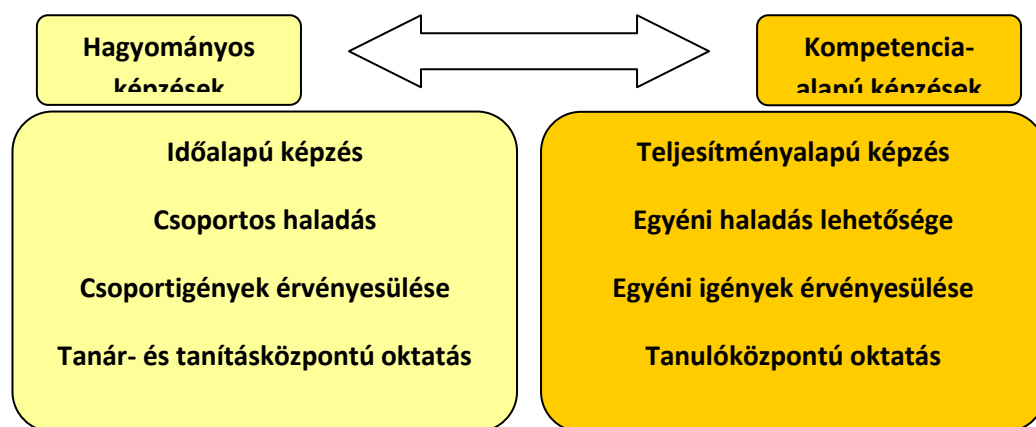 Hagyományos
képzések
Kompetencia-
alapú képzések
Időalapú képzés
Csoportos haladás
Csoportigények érvényesülése
Tanár- és tanításközpontú oktatás
Teljesítményalapú képzés
Egyéni haladás lehetősége
Egyéni igények érvényesülése
Tanulóközpontú oktatás